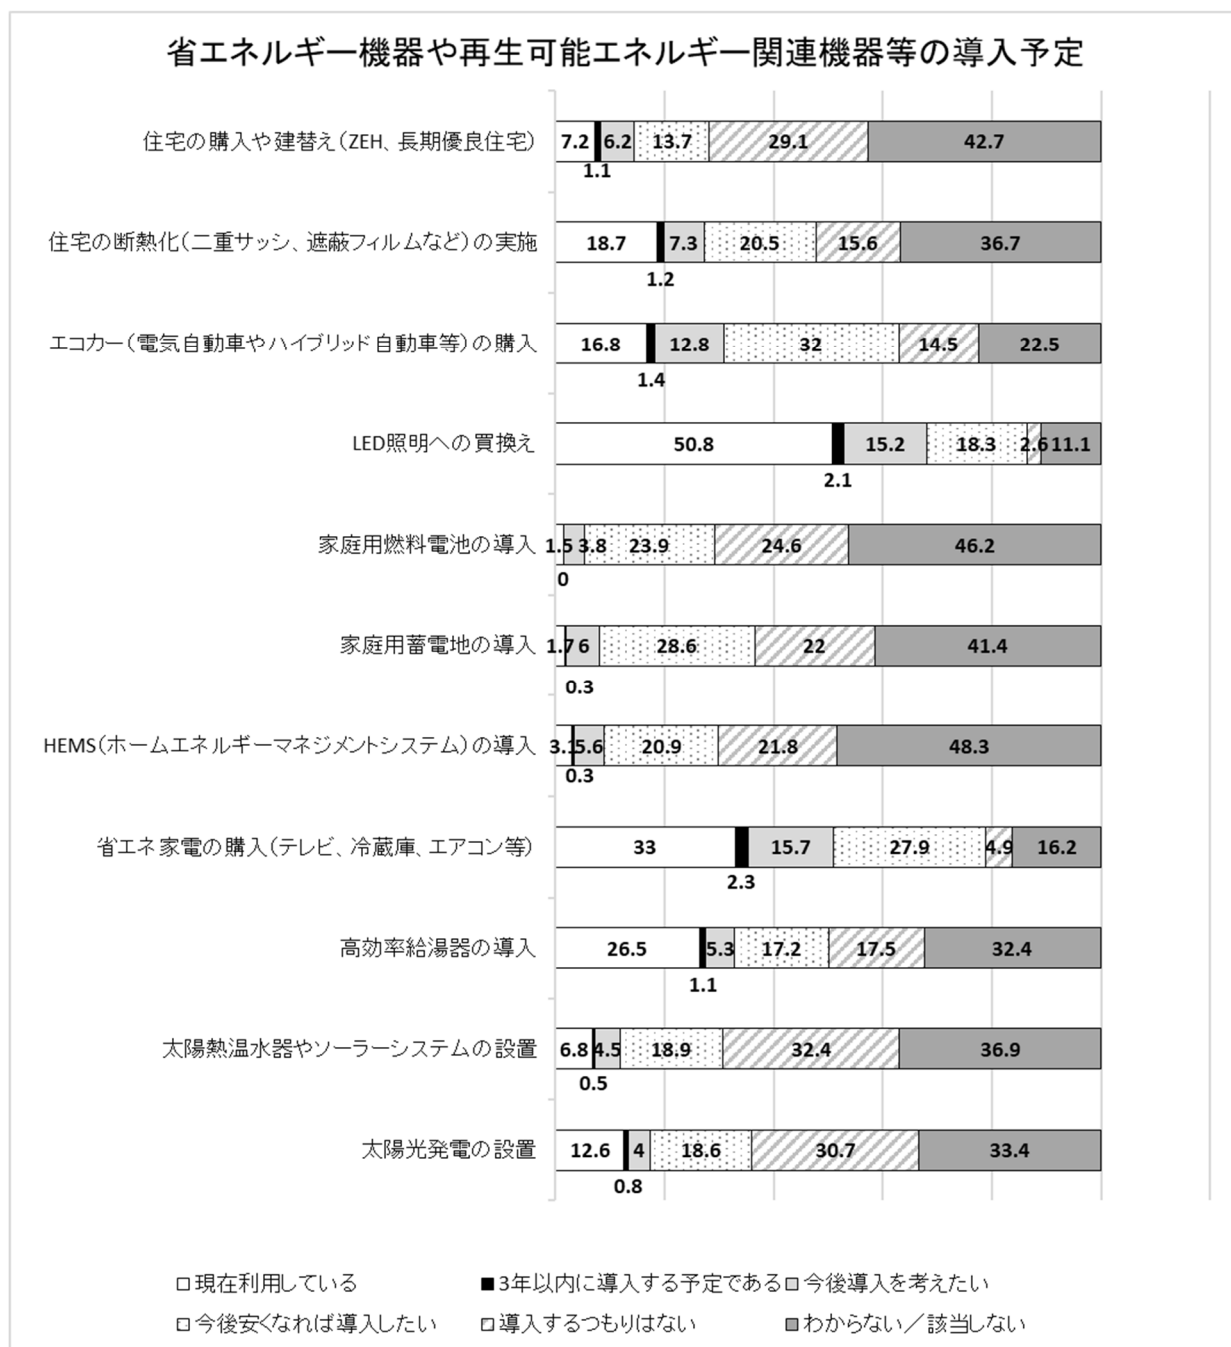 省エネルギー機器や再生可能エネルギー関連機器等の導入予定
住宅の購入や建替え(ZEH、長期優良住宅)
7.2 6.2 13.7 29.1 42.7
1.1
住宅の断熱化(二重サッシ、遮蔽フィルムなど)の実施
18.7 7.3 20.5 15.6 36.7
1.2
エコカー(電気自動車やハイブリッド自動車等)の購入
16.8 12.8 32 14.5 22.5
1.4
LED照明への買換え
50.8 15.2 18.3 2.6 11.1
2.1
家庭用燃料電池の導入
1.5 3.8 23.9 24.6 46.2
0
家庭用蓄電地の導入
1.7 6 28.6 22 41.4
0.3
HEMS(ホームエネルギーマネジメントシステム)の導入
3.1 5.6 20.9 21.8 48.3
0.3
省エネ家電の購入(テレビ、冷蔵庫、エアコン等)
33 15.7 27.9 4.9 16.2
2.3
高効率給湯器の導入
26.5 5.3 17.2 17.5 32.4
1.1
太陽熱温水器やソーラーシステムの設置
6.8 4.5 18.9 32.4 36.9
0.5
太陽光発電の設置
12.6 4 18.6 30.7 33.4
0.8
現在利用している 3年以内に導入する予定である 今後導入を考えたい
今後安くなれば導入したい 導入するつもりはない わからない/該当しない